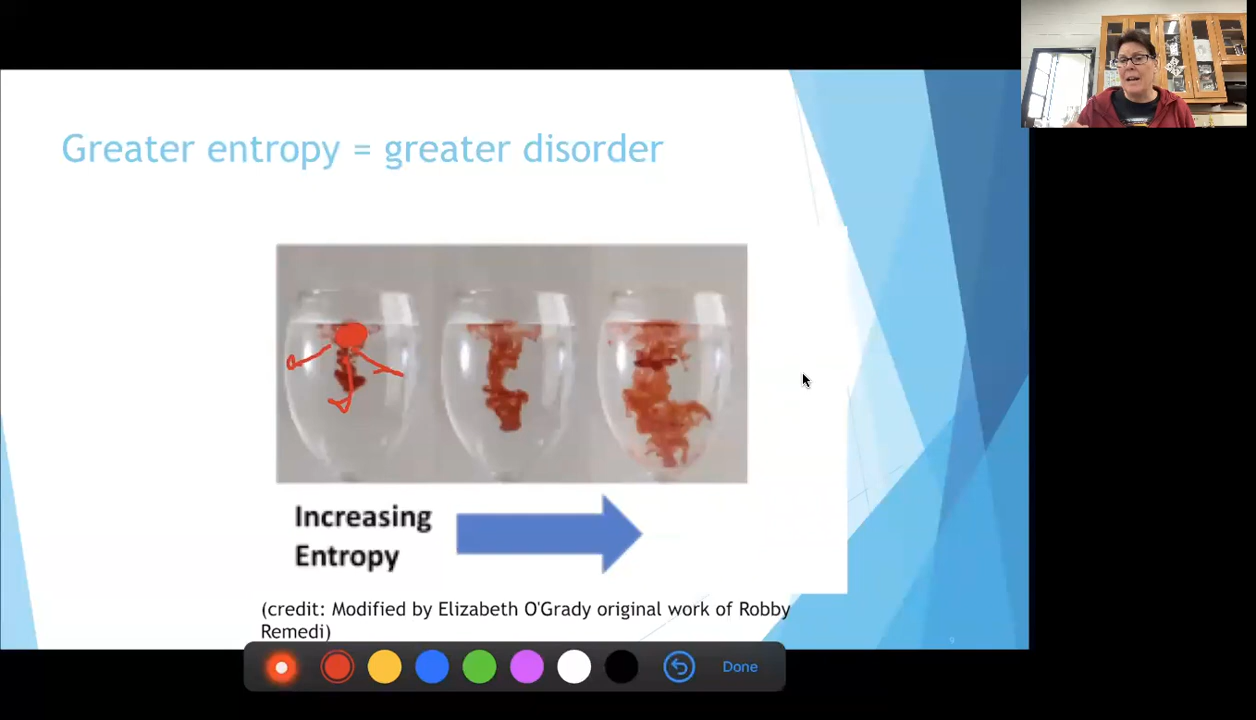 Greater entropy = greater disorder
Increasing
Entropy
(credit: Modified by Elizabeth O'Grady original work of Robby
Remedi)
Done